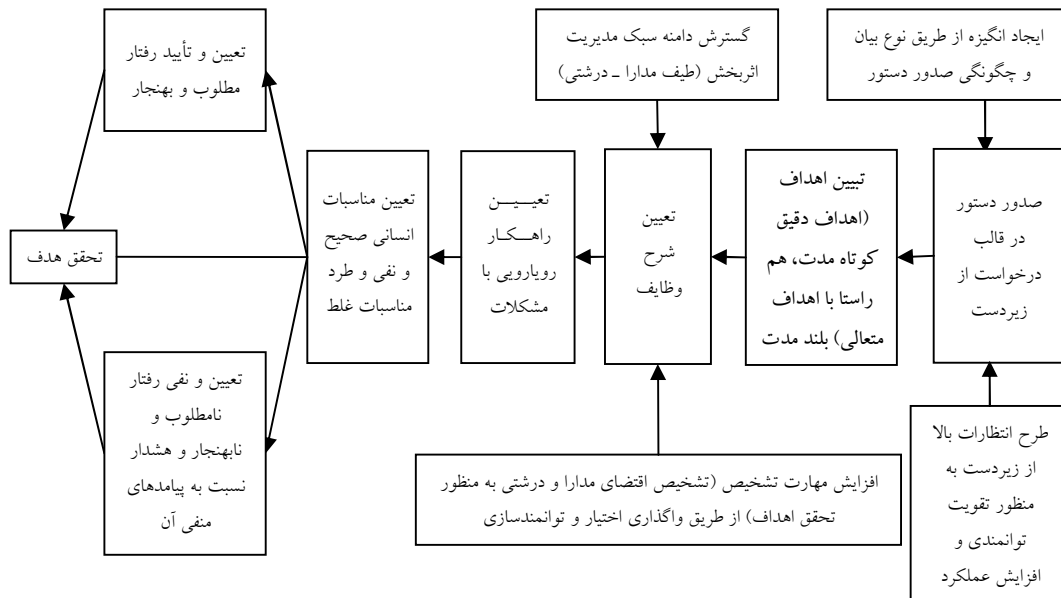 ایجاد انگیزه از طریق نوع بیان
و چگونگی صدور دستور
گسترش دامنه سبک مدیریت
اثربخش (طیف مدارا ـ درشتی)
تعیین و تأیید رفتار
مطلوب و بهنجار
صدور دستور
در قالب
درخواست از
زیردست
تبیین اهداف
(اهداف دقیق
کوتاه مدت، هم
راستا با اهداف
متعالی) بلند مدت
تعیین
شرح
وظایف
تعیـــیـــن
راهـــکـــار
رویارویی با
مشکلات
تعیین مناسبات
انسانی صحیح
و نفی و طرد
مناسبات غلط
تحقق هدف
طرح انتظارات بالا
از زیردست به
منظور تقویت
توانمندی و
افزایش عملکرد
افزایش مهارت تشخیص (تشخیص اقتضای مدارا و درشتی به منظور
تحقق اهداف) از طریق واگذاری اختیار و توانمندسازی
تعیین و نفی رفتار
نامطلوب و
نابهنجار و هشدار
نسبت به پیامدهای
منفی آن